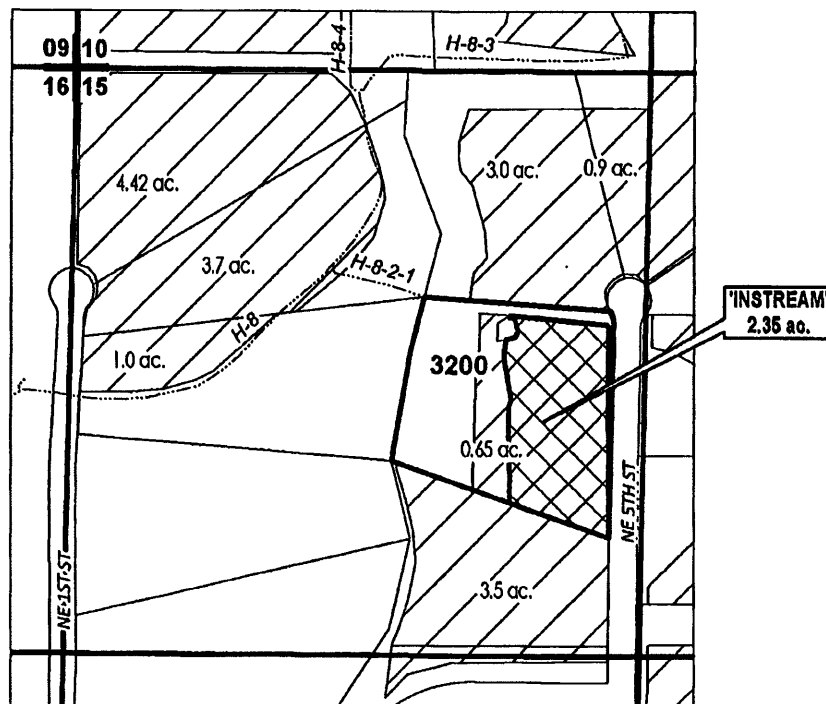 H-8-4
H-8-3
09 10
16 15
4.42 ac.
3.0 ac.
0.9 ac.
3.7 ac.
H-8-2-1
'INSTREAM'
2.35 ac.
H-8
1.0 ac.
3200
0.65 ac.
NE 5TH ST
NE 1ST ST
3.5 ac.